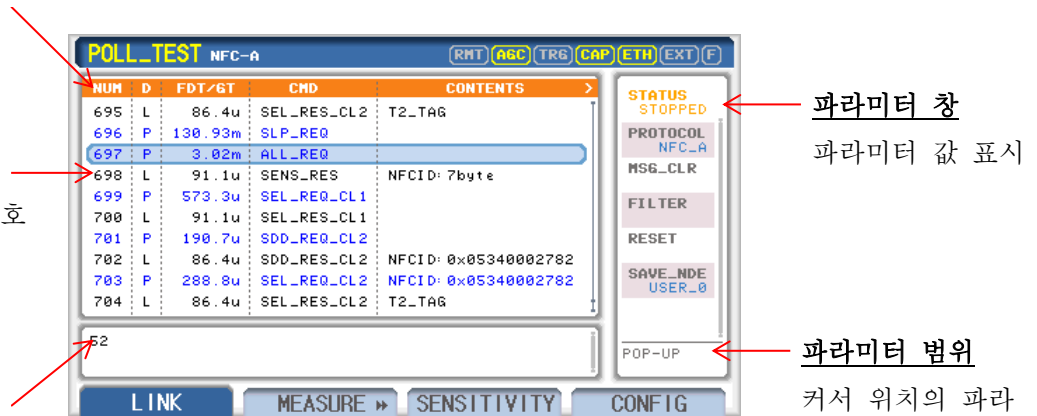 POLL_TEST NFC-A (RMT)(AGC)(TRG)(CAP)(ETH)(EXT)(F)
NUM D FDT/GT CMD CONTENTS >
695 L 86.4u SEL_RES_CL2 T2_TAG
696 P 130.93m SLP_REQ
697 P 3.02m ALL_REQ
698 L 91.1u SENS_RES NFCID:7byte
699 P 573.3u SEL_REQ_CL1
700 L 91.1u SEL_RES_CL1
701 P 190.7u SDD_REQ_CL2
702 L 86.4u SDD_RES_CL2 NFCID:0x05340002782
703 P 288.8u SEL_REQ_CL2 NFCID:0x05340002782
704 L 86.4u SEL_RES_CL2 T2_TAG
52
STATUS
STOPPED
PROTOCOL
NFC_A
MSG_CLR
FILTER
RESET
SAVE_NDE
USER_0
POP-UP
LINK MEASURE » SENSITIVITY CONFIG
호
파라미터 창
파라미터 값 표시
파라미터 범위
커서 위치의 파라